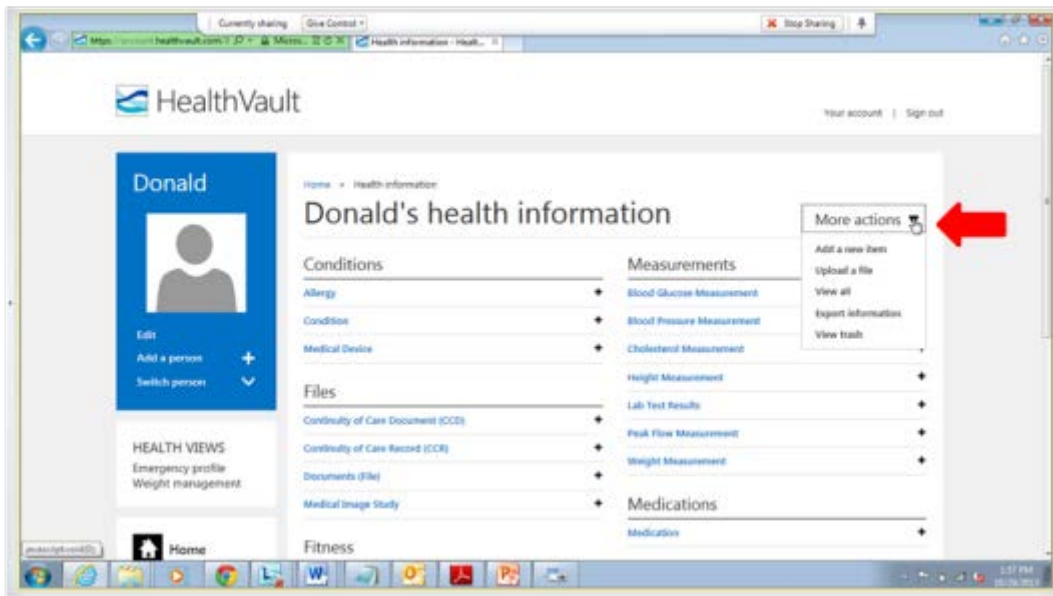 Currently sharing
Give Control
Stop Sharing
Health information - Healt...
HealthVault
Your account | Sign out
Donald
Edit
Add a person
Switch person
HEALTH VIEWS
Emergency profile
Weight management
Home
Home > Health information
Donald's health information
More actions
Add a new item
Upload a file
View all
Export information
View trash
Conditions
Allergy
Condition
Medical Device
Files
Continuity of Care Document (CCD)
Continuity of Care Record (CCR)
Documents (File)
Medical Image Study
Fitness
Measurements
Blood Glucose Measurement
Blood Pressure Measurement
Cholesterol Measurement
Height Measurement
Lab Test Results
Peak Flow Measurement
Weight Measurement
Medications
Medication